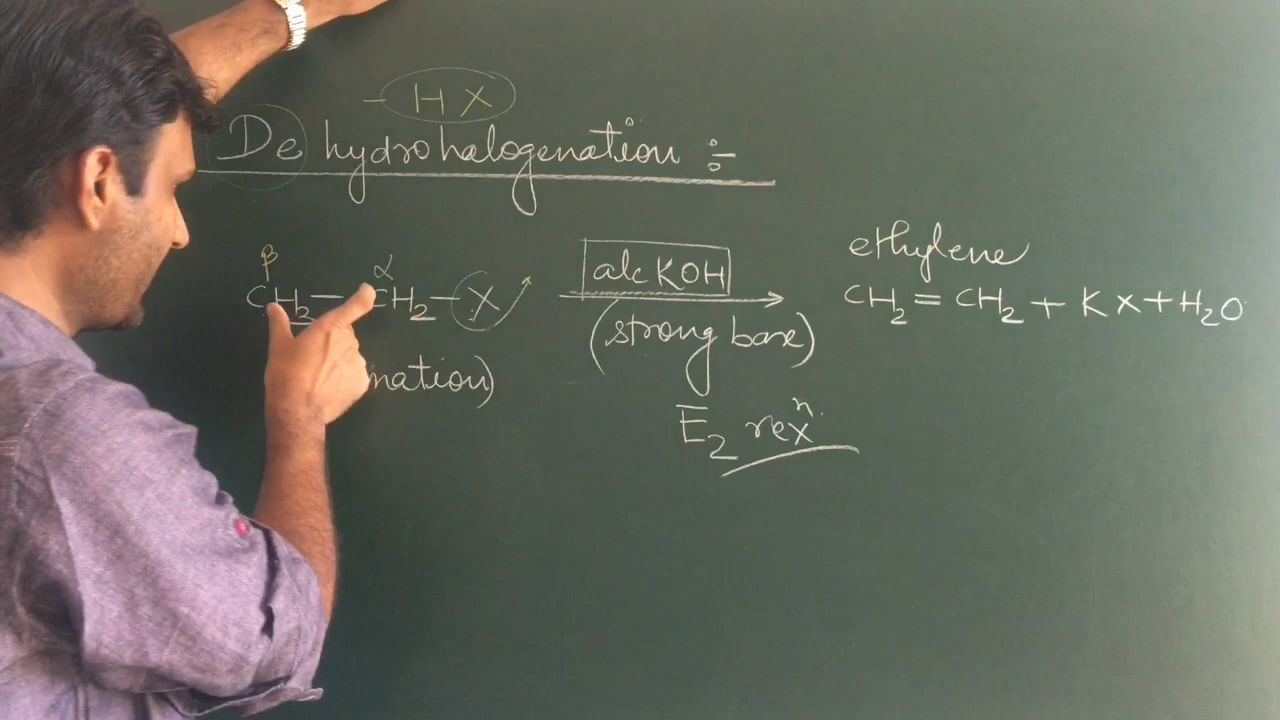 - HX
Dehydrohalogenation ÷
β α
CH₂ - CH₂ - X alc KOH → CH₂ = CH₂ + KX + H₂O
ethylene
(strong base)
nation)
E₂ rexⁿ.